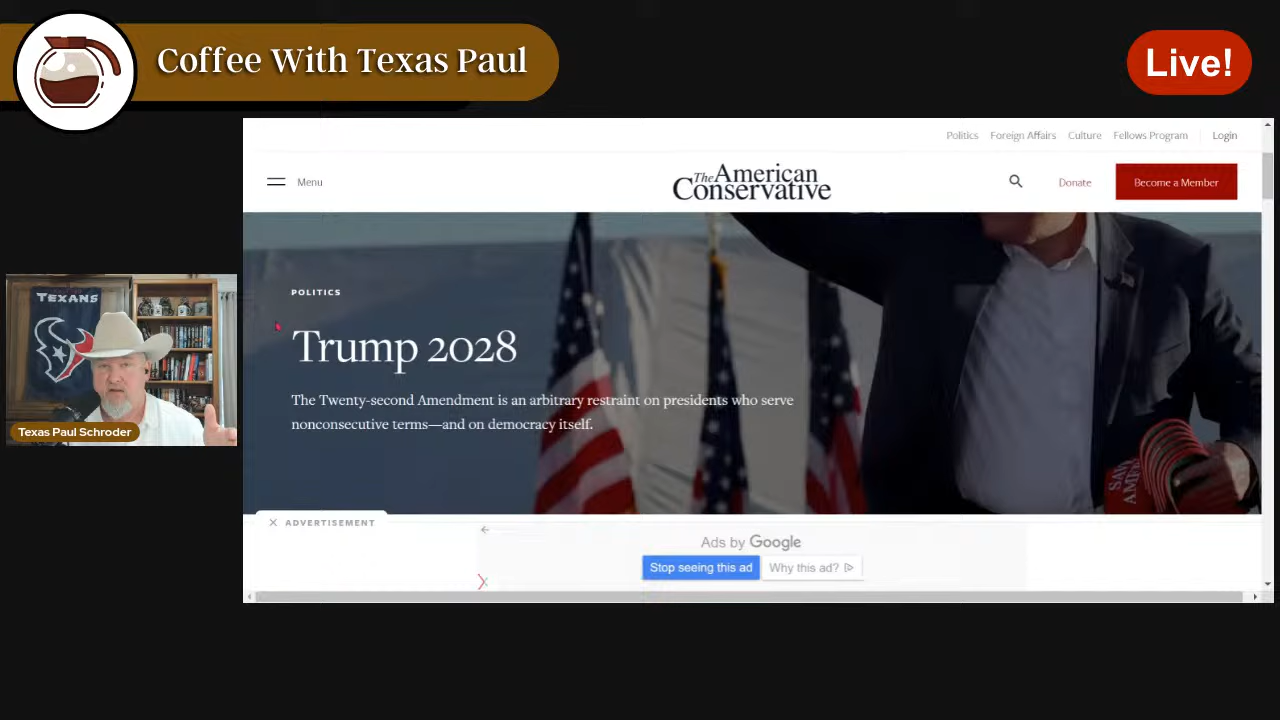 Coffee With Texas Paul
Live!
Politics Foreign Affairs Culture Fellows Program Login
Menu
The American
Conservative
Donate
Become a Member
TEXANS
POLITICS
Trump 2028
The Twenty-second Amendment is an arbitrary restraint on presidents who serve
nonconsecutive terms—and on democracy itself.
Texas Paul Schroder
ADVERTISEMENT
Ads by Google
Stop seeing this ad
Why this ad?